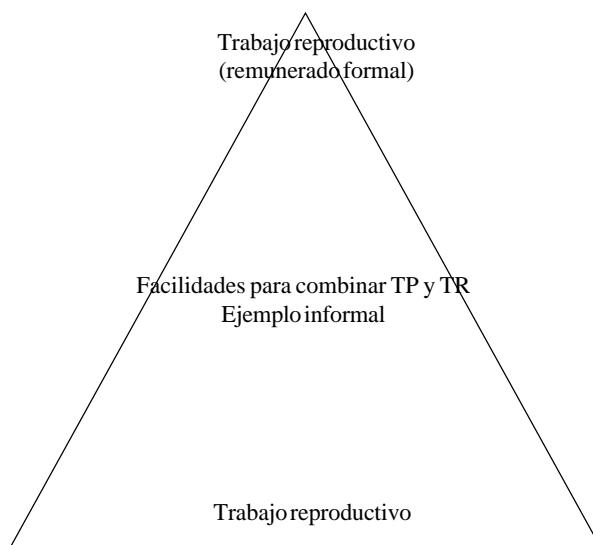 Trabajo reproductivo
(remunerado formal)
Facilidades para combinar TP y TR
Ejemplo informal
Trabajo reproductivo